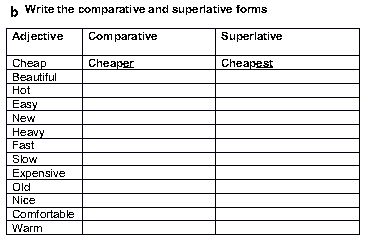 b Write the comparative and superlative forms
Adjective Comparative Superlative
Cheap Cheaper Cheapest
Beautiful
Hot
Easy
New
Heavy
Fast
Slow
Expensive
Old
Nice
Comfortable
Warm